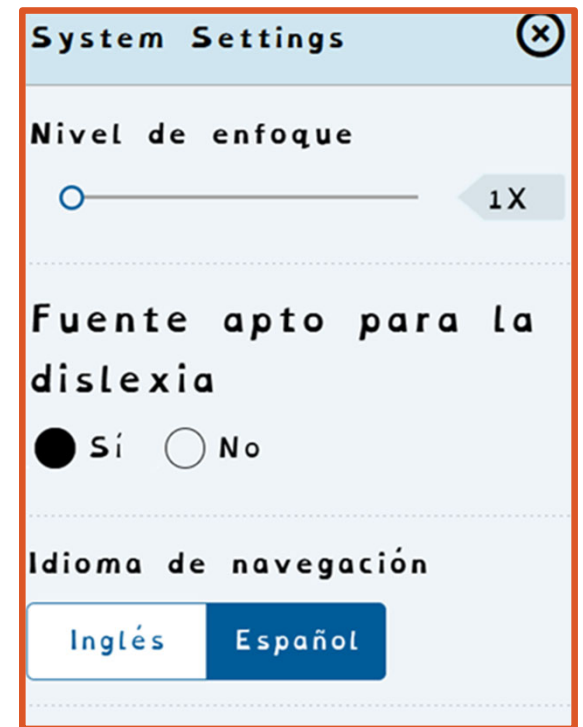 System Settings
Nivel de enfoque
1X
Fuente apto para la
dislexia
Sí No
Idioma de navegación
Inglés Español